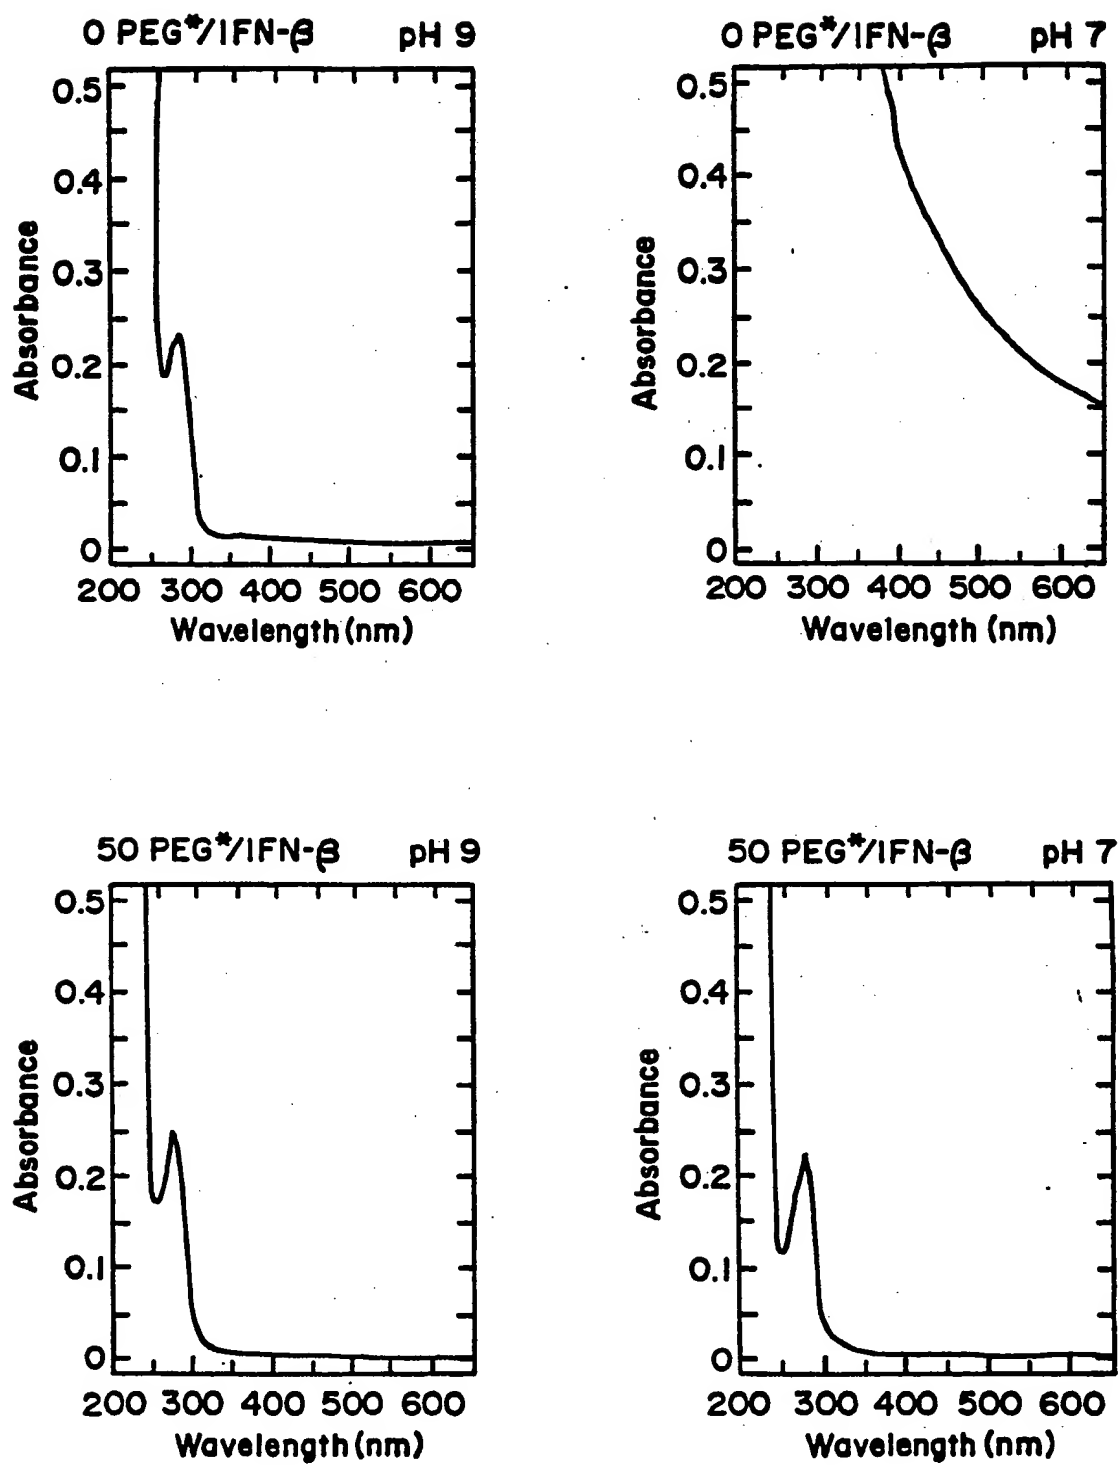 0 PEG*/IFN-β pH 9
0.5
0.4
0.3
0.2
0.1
0
Absorbance
200 300 400 500 600
Wavelength (nm)
0 PEG*/IFN-β pH 7
0.5
0.4
0.3
0.2
0.1
0
Absorbance
200 300 400 500 600
Wavelength (nm)
50 PEG*/IFN-β pH 9
0.5
0.4
0.3
0.2
0.1
0
Absorbance
200 300 400 500 600
Wavelength (nm)
50 PEG*/IFN-β pH 7
0.5
0.4
0.3
0.2
0.1
0
Absorbance
200 300 400 500 600
Wavelength (nm)